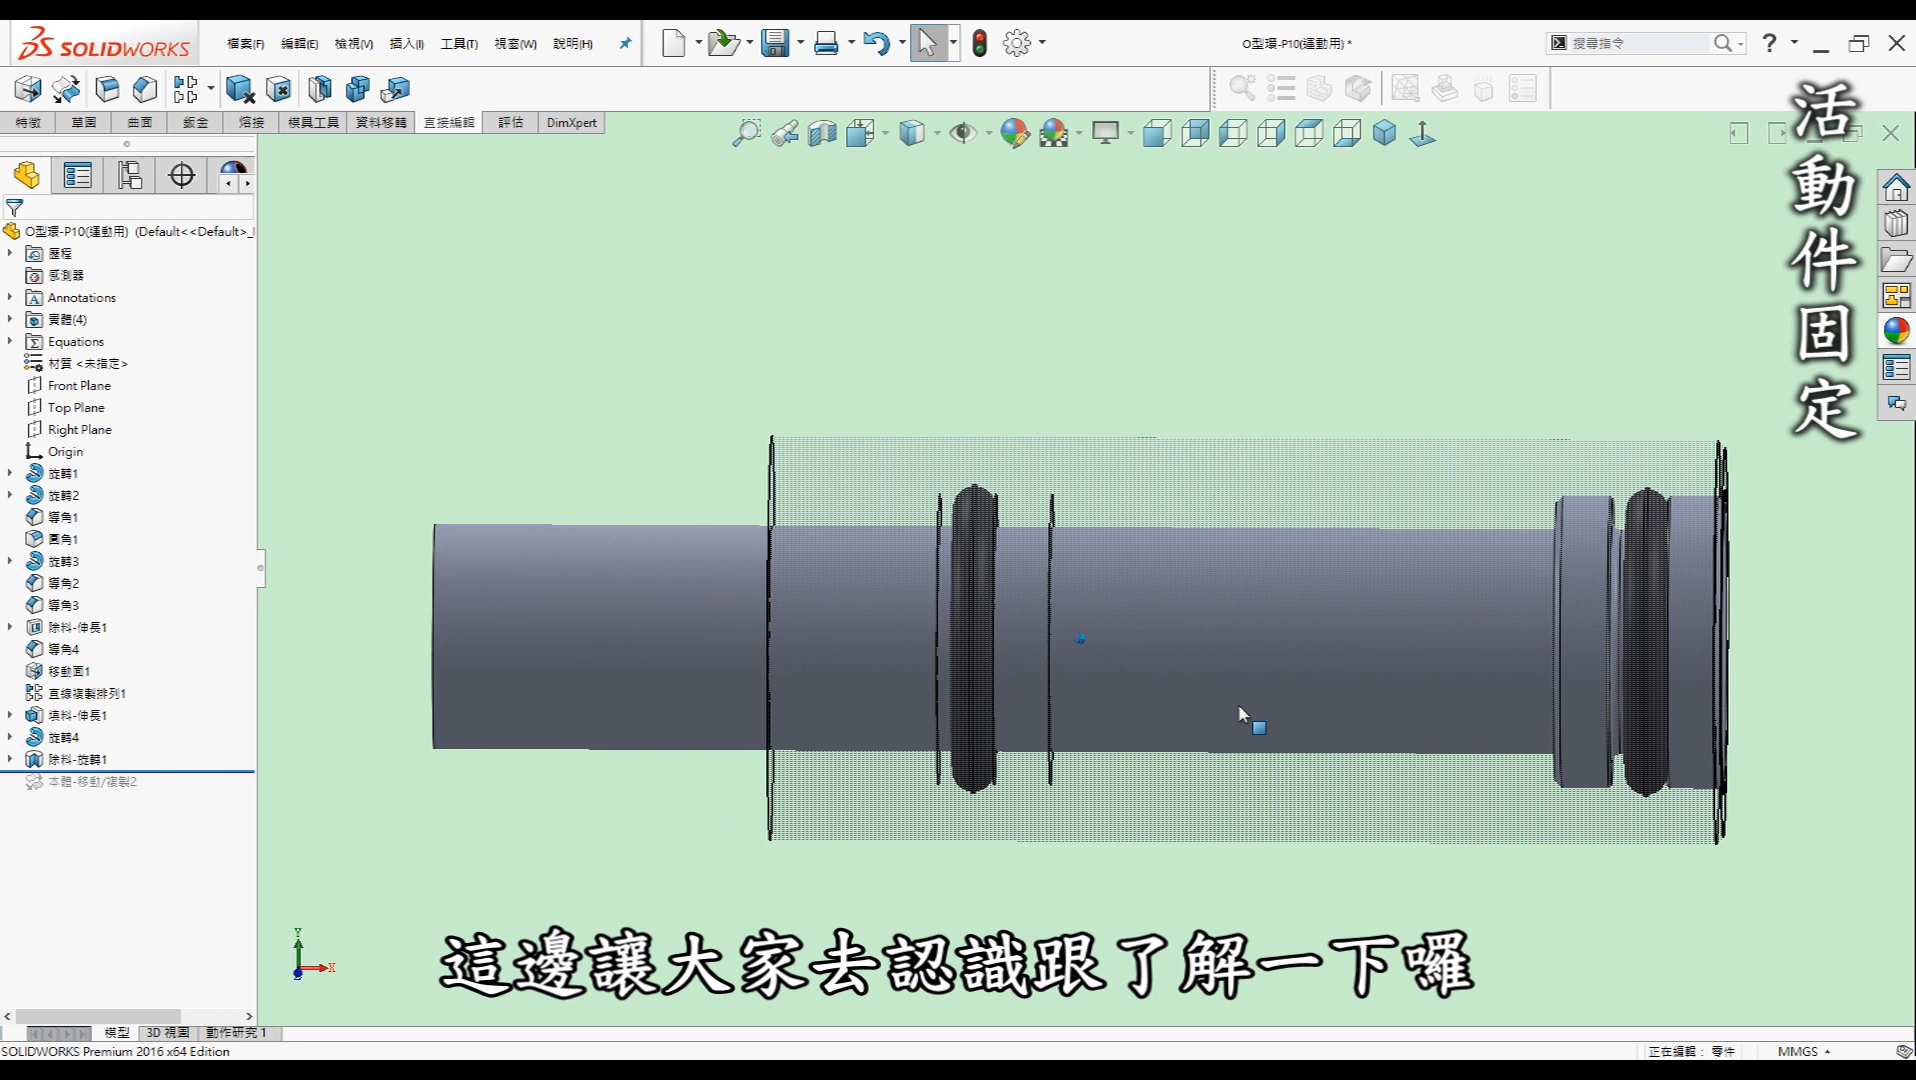 SOLIDWORKS
檔案(F)
編輯(E)
檢視(V)
插入(I)
工具(T)
視窗(W)
說明(H)
O型環-P10(運動用) *
搜尋指令
特徵
草圖
曲面
鈑金
熔接
模具工具
資料移轉
直接編輯
評估
DimXpert
O型環-P10(運動用) (Default<<Default>_
歷程
感測器
Annotations
實體(4)
Equations
材質 <未指定>
Front Plane
Top Plane
Right Plane
Origin
旋轉1
旋轉2
導角1
圓角1
旋轉3
導角2
導角3
除料-伸長1
導角4
移動面1
直線複製排列1
填料-伸長1
旋轉4
除料-旋轉1
本體-移動/複製2
活動件固定
Y
X
這邊讓大家去認識跟了解一下囉
模型
3D 視圖
動作研究 1
SOLIDWORKS Premium 2016 x64 Edition
正在編輯： 零件
MMGS